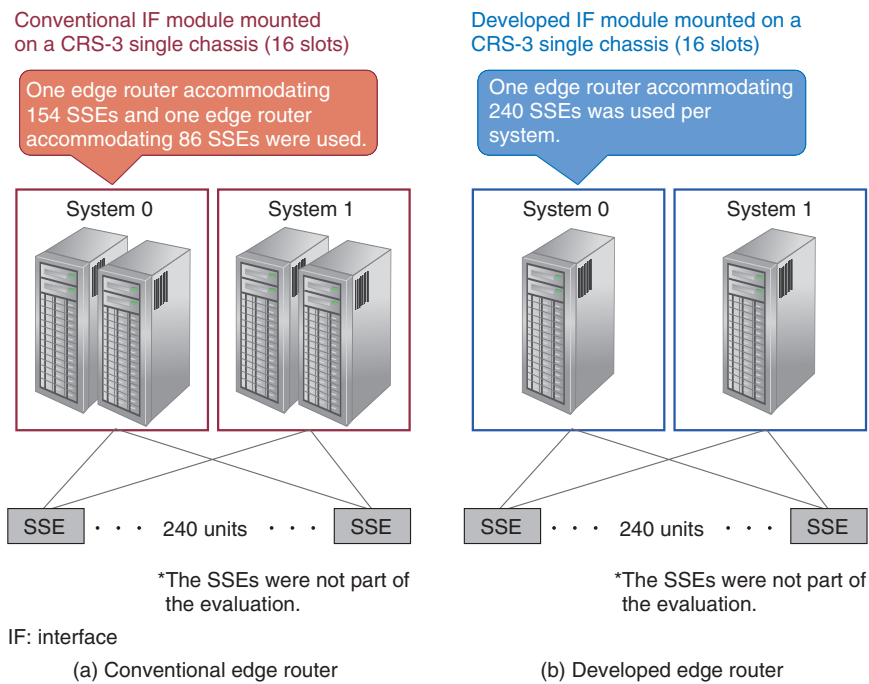 Conventional IF module mounted
on a CRS-3 single chassis (16 slots)
One edge router accommodating
154 SSEs and one edge router
accommodating 86 SSEs were used.
System 0
System 1
SSE
· · · 240 units · · ·
SSE
*The SSEs were not part of
the evaluation.
IF: interface
(a) Conventional edge router
Developed IF module mounted on a
CRS-3 single chassis (16 slots)
One edge router accommodating
240 SSEs was used per
system.
System 0
System 1
SSE
· · · 240 units · · ·
SSE
*The SSEs were not part of
the evaluation.
(b) Developed edge router